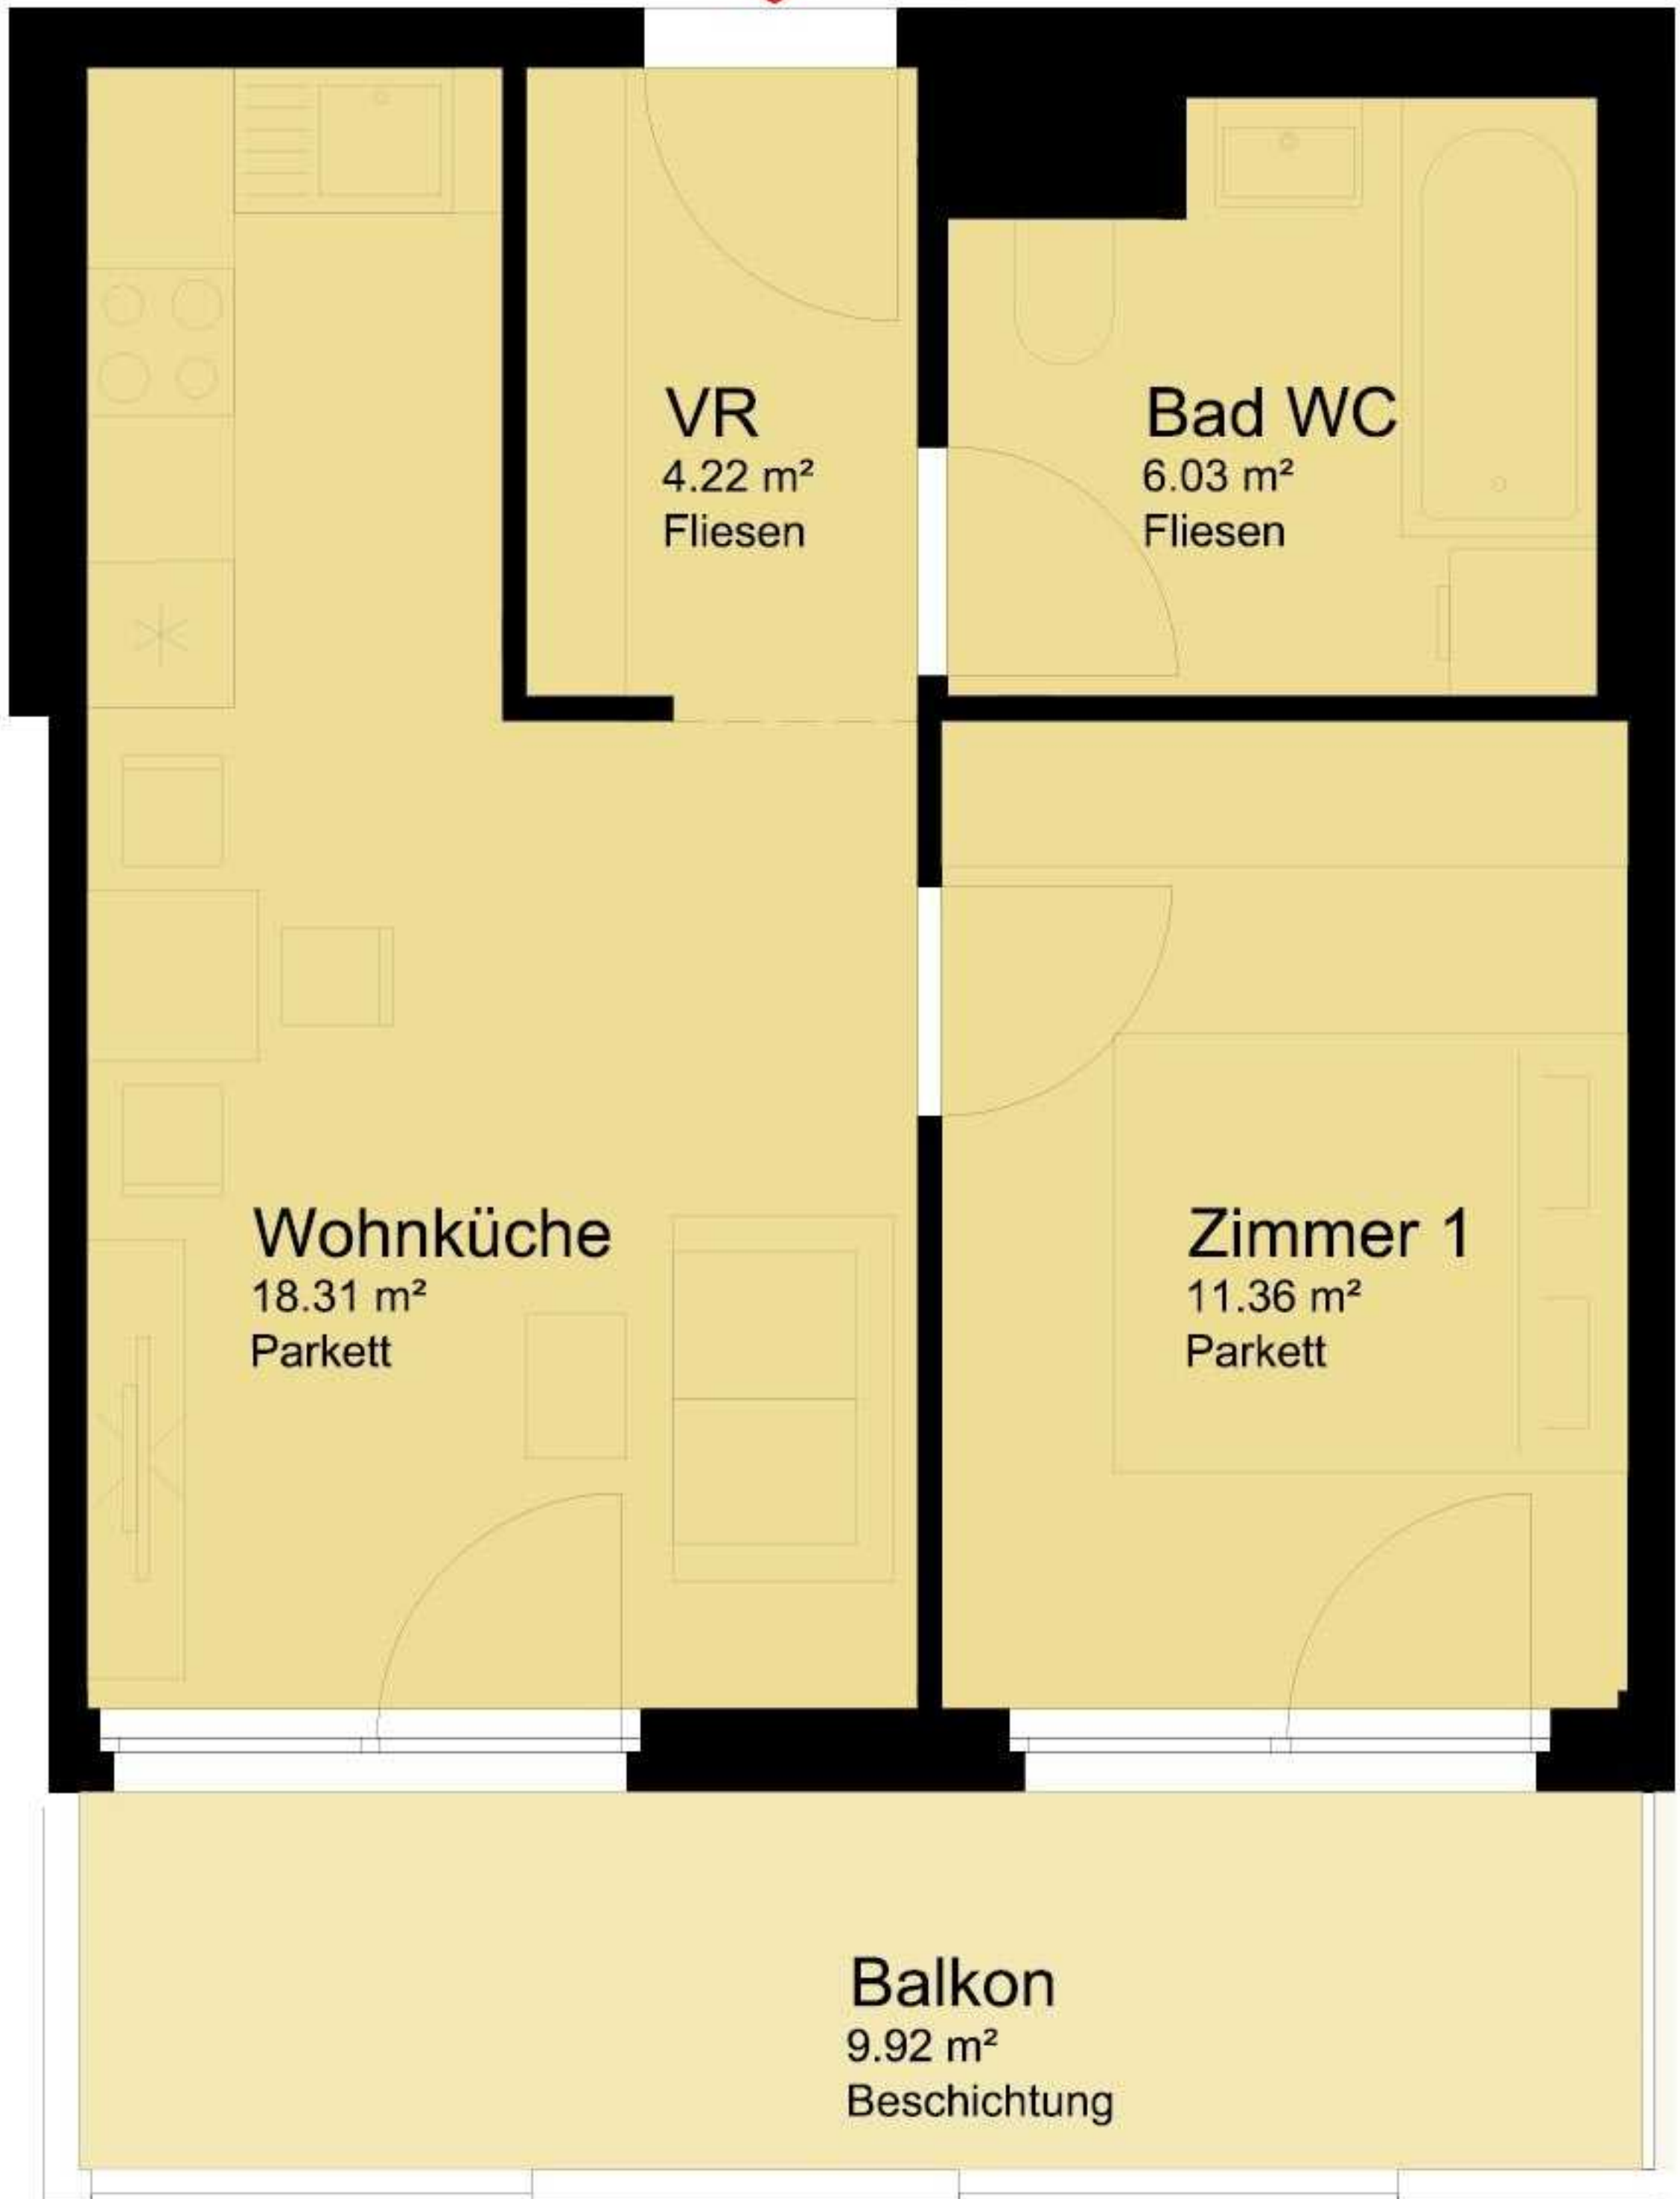 VR
4.22 m²
Fliesen
Bad WC
6.03 m²
Fliesen
Wohnküche
18.31 m²
Parkett
Zimmer 1
11.36 m²
Parkett
Balkon
9.92 m²
Beschichtung